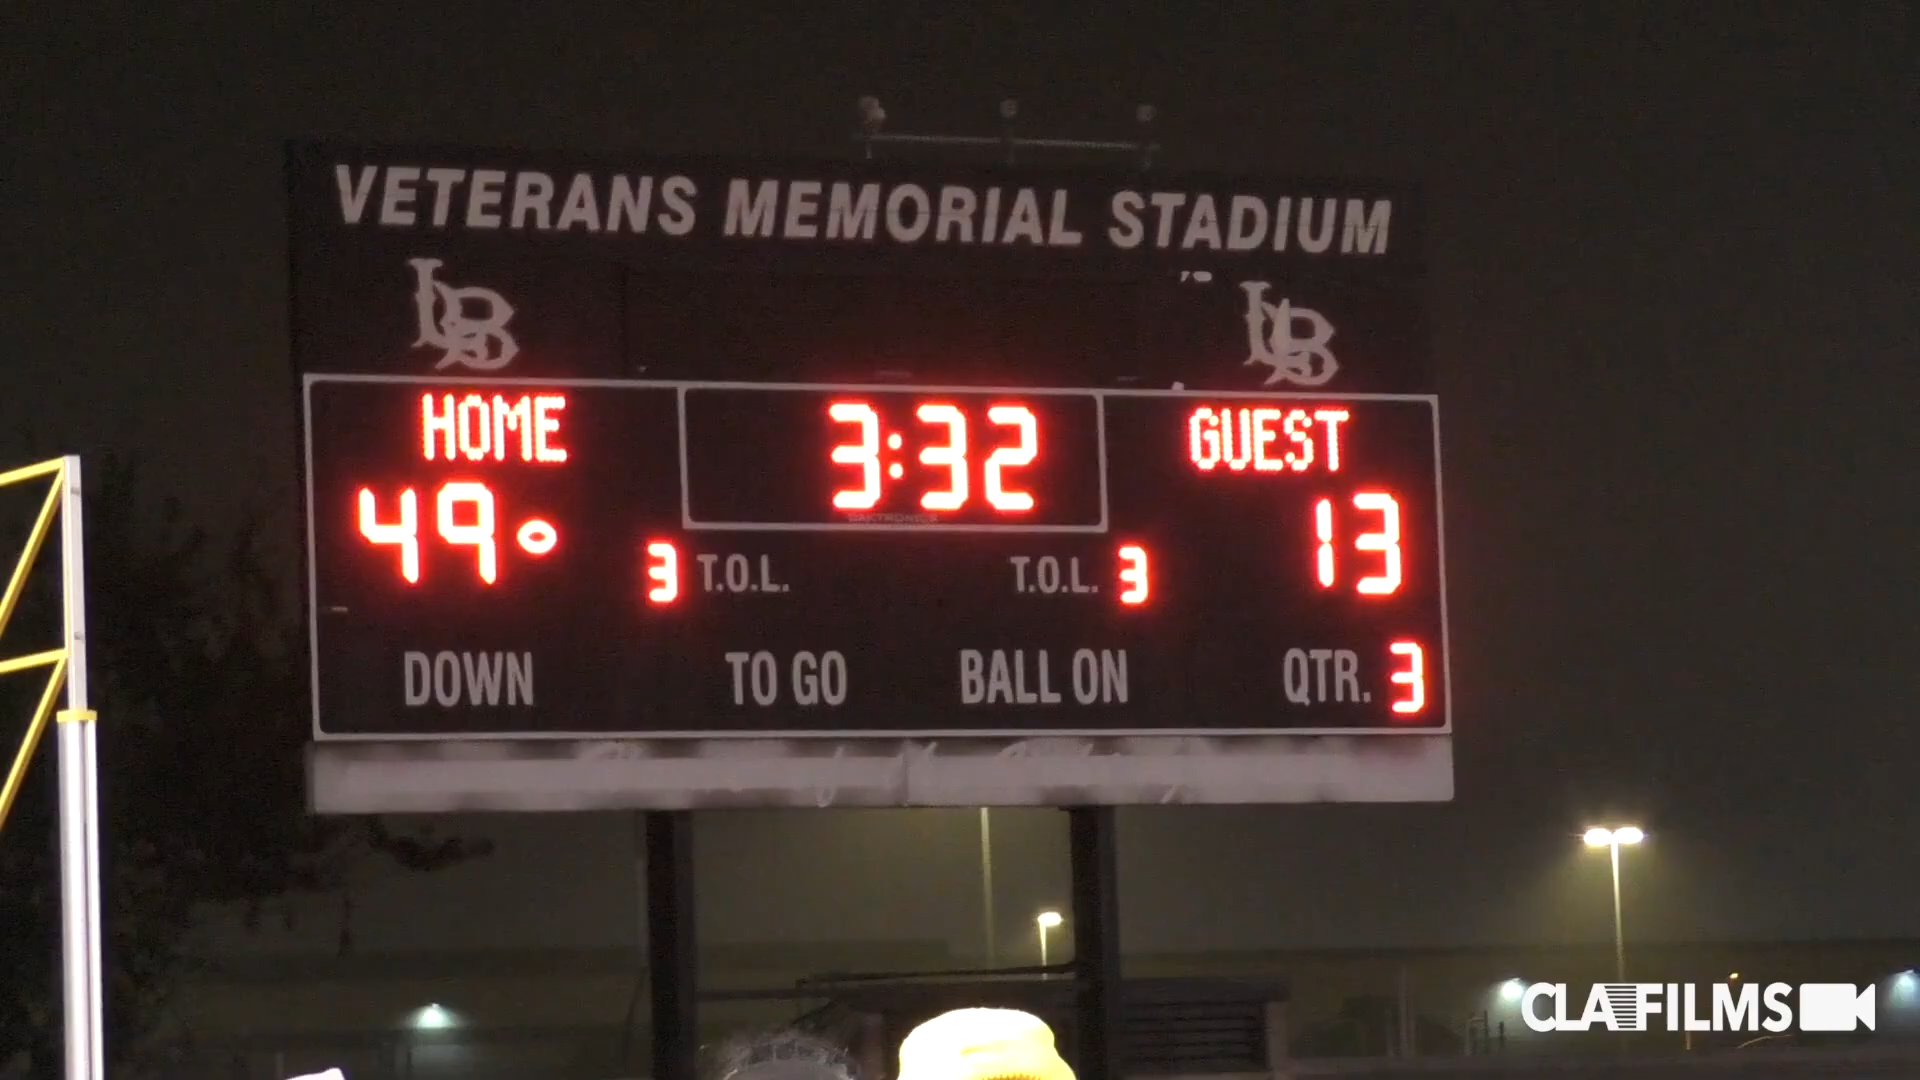 VETERANS MEMORIAL STADIUM
LB LB
HOME 3:32 GUEST
49 13
DAKTRONICS
3 T.O.L. T.O.L. 3
DOWN TO GO BALL ON QTR. 3
CLAFILMS